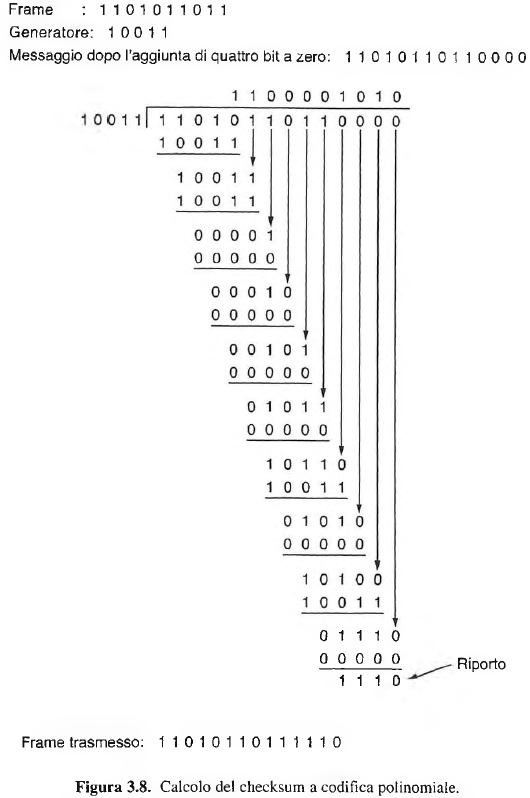 Frame : 1 1 0 1 0 1 1 0 1 1
Generatore: 1 0 0 1 1
Messaggio dopo l'aggiunta di quattro bit a zero: 1 1 0 1 0 1 1 0 1 1 0 0 0 0
1 1 0 0 0 0 1 0 1 0
1 0 0 1 1 1 1 0 1 0 1 1 0 1 1 0 0 0 0
1 0 0 1 1
1 0 0 1 1
1 0 0 1 1
0 0 0 0 1
0 0 0 0 0
0 0 0 1 0
0 0 0 0 0
0 0 1 0 1
0 0 0 0 0
0 1 0 1 1
0 0 0 0 0
1 0 1 1 0
1 0 0 1 1
0 1 0 1 0
0 0 0 0 0
1 0 1 0 0
1 0 0 1 1
0 1 1 1 0
0 0 0 0 0
1 1 1 0
Riporto
Frame trasmesso: 1 1 0 1 0 1 1 0 1 1 1 1 1 0
Figura 3.8. Calcolo del checksum a codifica polinomiale.